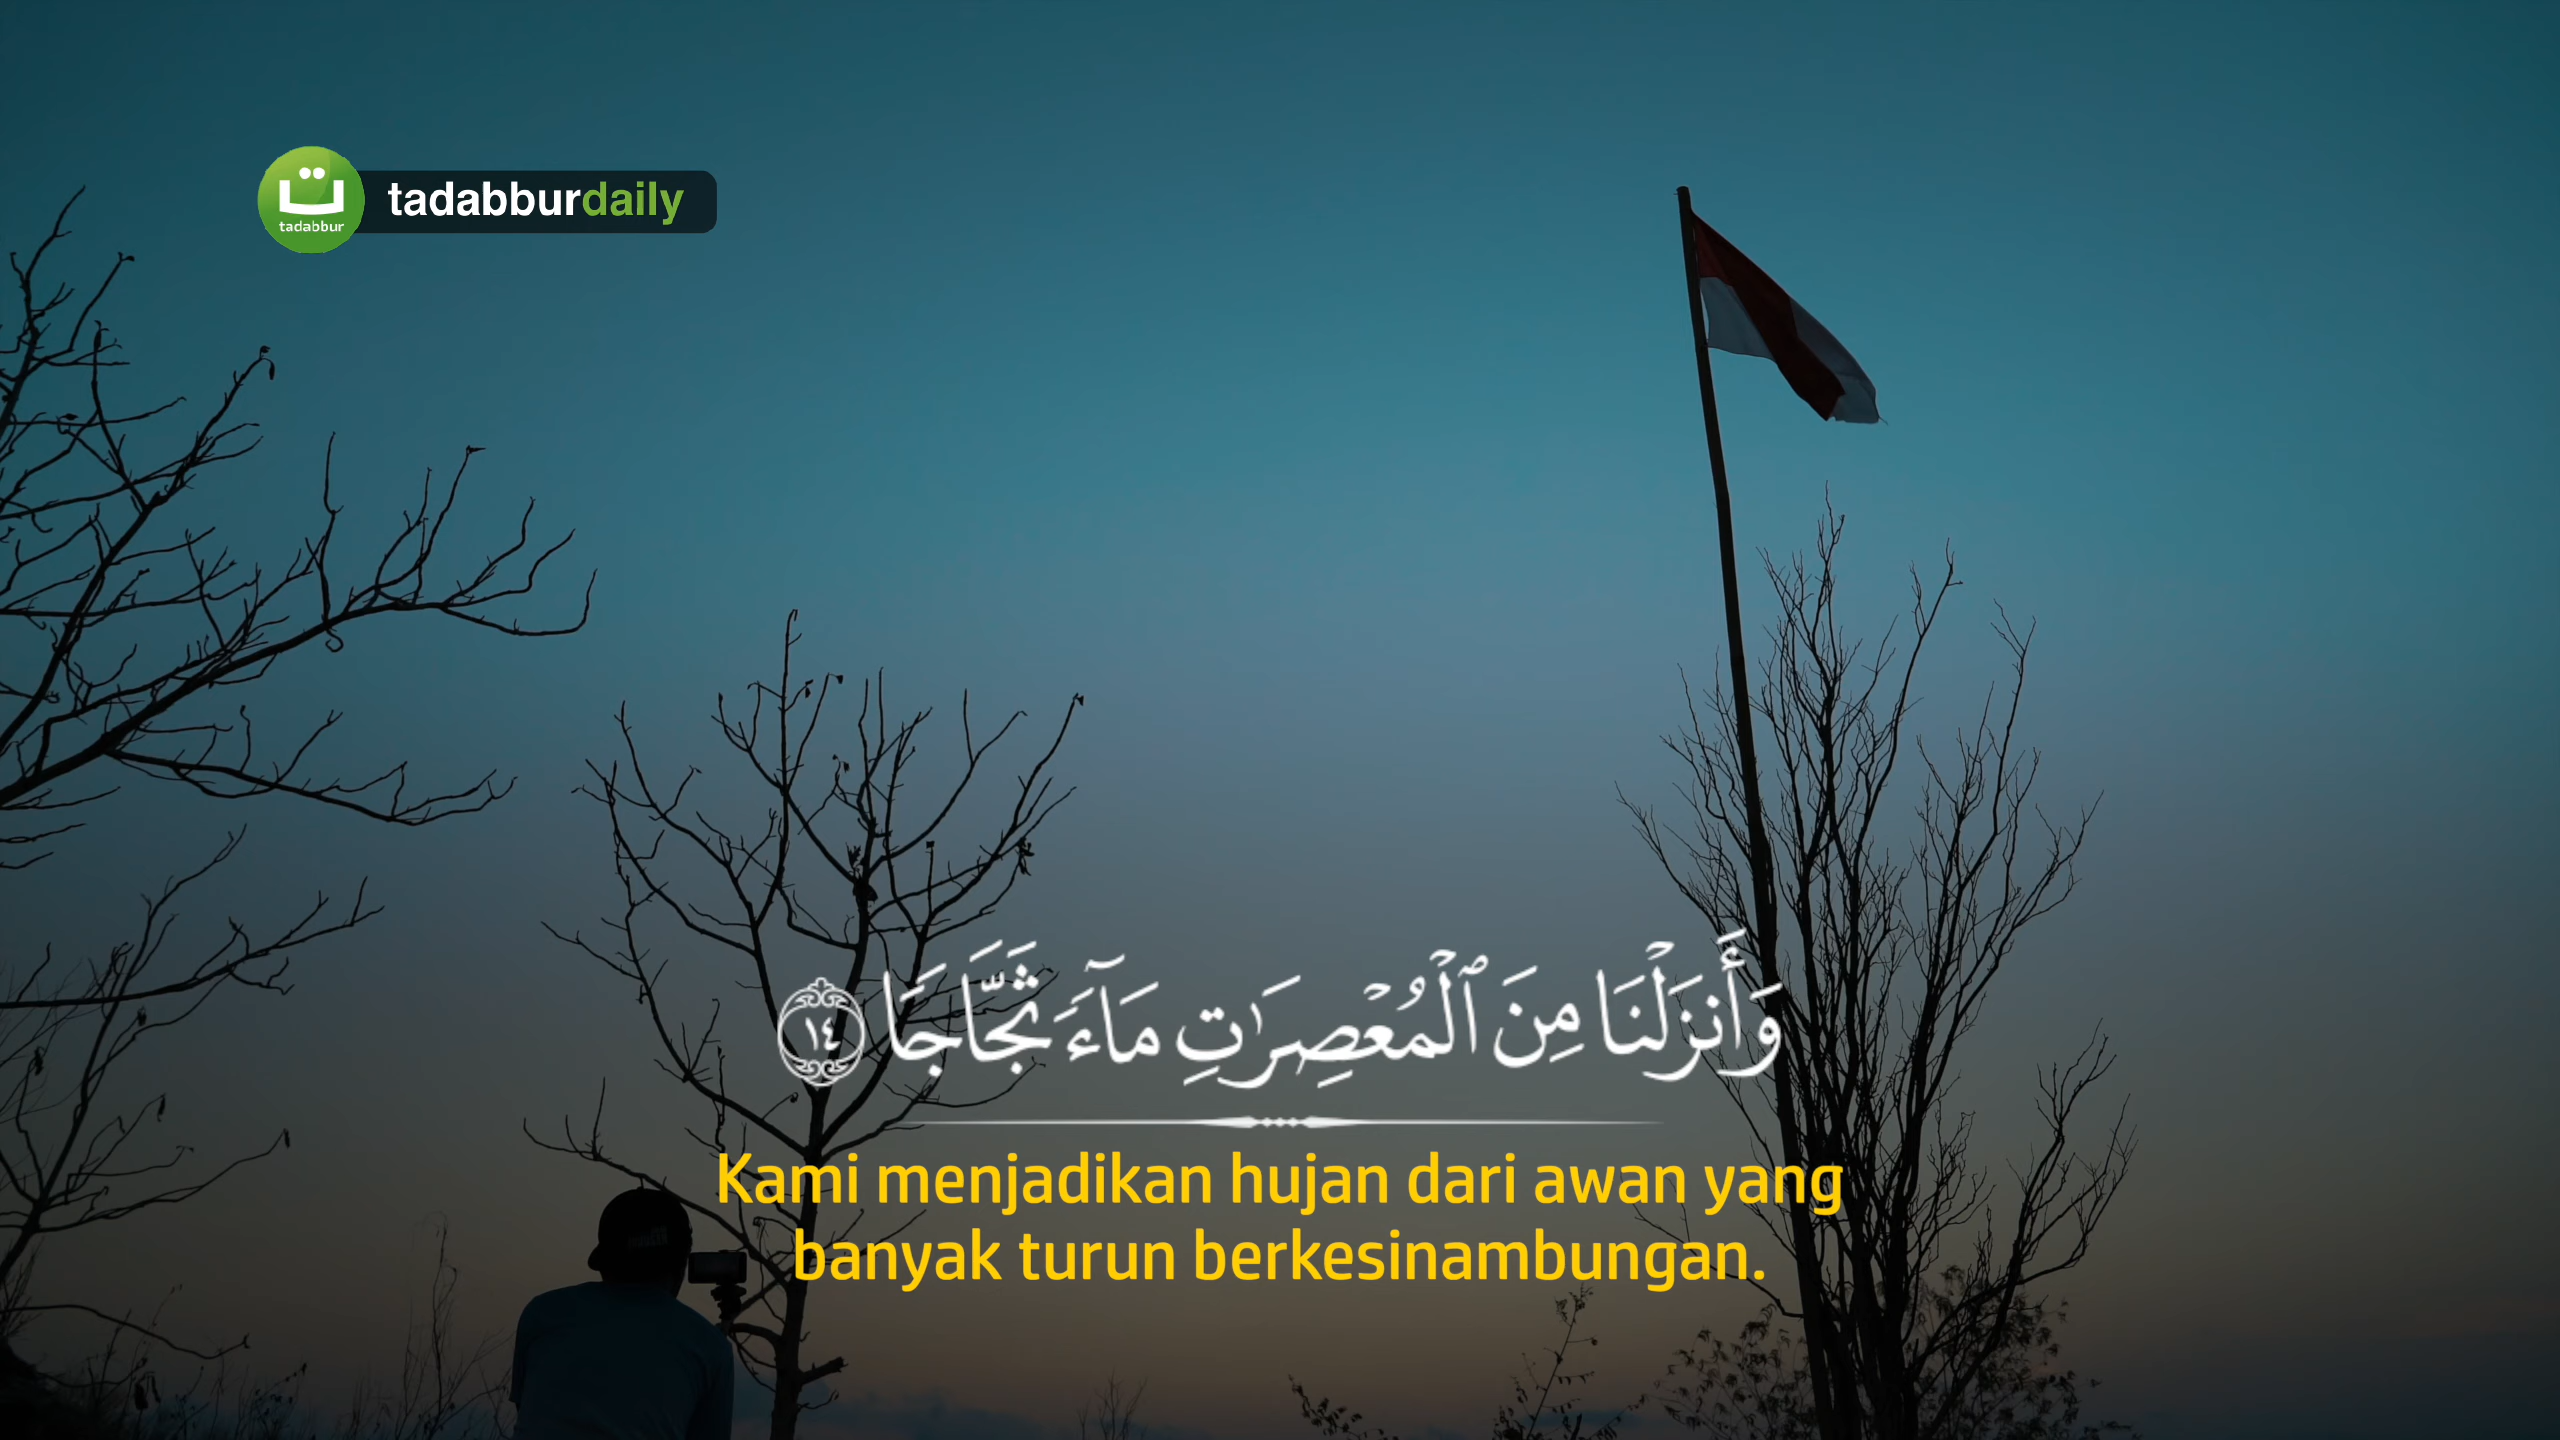 tadabbur
tadabburdaily
وَأَنزَلْنَا مِنَ ٱلْمُعْصِرَٰتِ مَآءً ثَجَّاجًا ١٤
Kami menjadikan hujan dari awan yang
banyak turun berkesinambungan.